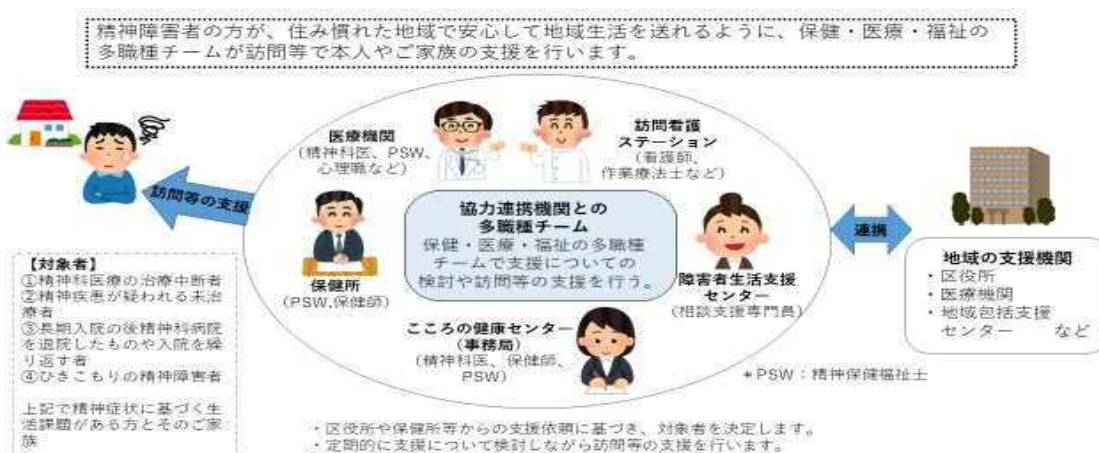 精神障害者の方が、住み慣れた地域で安心して地域生活を送れるように、保健・医療・福祉の
多職種チームが訪問等で本人やご家族の支援を行います。
医療機関
(精神科医、PSW、
心理職など)
訪問看護
ステーション
(看護師、
作業療法士など)
訪問等の支援
協力連携機関との
多職種チーム
保健・医療・福祉の多職種
チームで支援についての
検討や訪問等の支援を行う。
連携
保健所
(PSW.保健師)
障害者生活支援
センター
(相談支援専門員)
こころの健康センター
(事務局)
(精神科医、保健師、
PSW)
【対象者】
①精神科医療の治療中断者
②精神疾患が疑われる未治
療者
③長期入院の後精神科病院
を退院したものや入院を繰
り返す者
④ひきこもりの精神障害者
上記で精神症状に基づく生
活課題がある方とそのご家
族
地域の支援機関
・区役所
・医療機関
・地域包括支援
センター など
*PSW:精神保健福祉士
・区役所や保健所等からの支援依頼に基づき、対象者を決定します。
・定期的に支援について検討しながら訪問等の支援を行います。